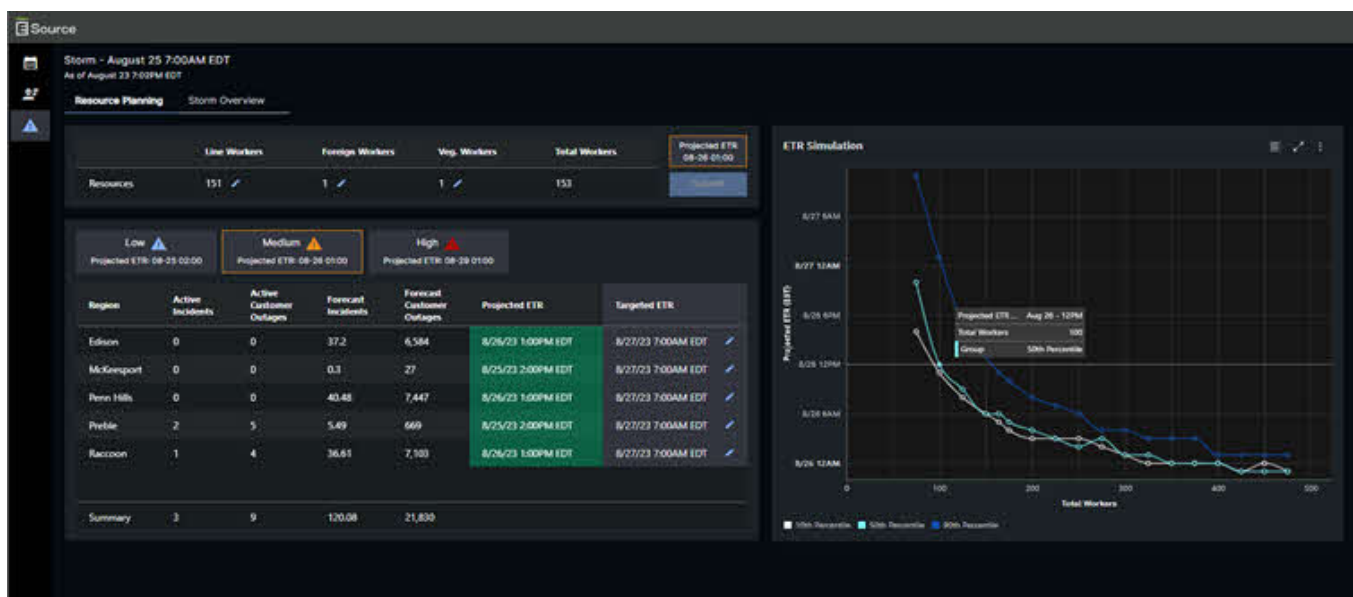 E Source
Storm - August 25 7:00AM EDT
As of August 23 7:02PM EDT
Resource Planning Storm Overview
Line Workers Foreign Workers Veg. Workers Total Workers Projected ETR
08-26 01:00
Resources 151 1 1 153 Submit
Low Medium High
Projected ETR: 08-25 02:00 Projected ETR: 08-26 01:00 Projected ETR: 08-29 01:00
Region Active Incidents Active Customer Outages Forecast Incidents Forecast Customer Outages Projected ETR Targeted ETR
Edison 0 0 37.2 6,584 8/26/23 1:00PM EDT 8/27/23 7:00AM EDT
McKeesport 0 0 0.3 27 8/25/23 2:00PM EDT 8/27/23 7:00AM EDT
Penn Hills 0 0 40.48 7,447 8/26/23 1:00PM EDT 8/27/23 7:00AM EDT
Preble 2 5 5.49 669 8/25/23 2:00PM EDT 8/27/23 7:00AM EDT
Raccoon 1 4 36.61 7,103 8/26/23 1:00PM EDT 8/27/23 7:00AM EDT
Summary 3 9 120.08 21,830
ETR Simulation
Projected ETR (EST)
8/27 6AM
8/27 12AM
8/26 6PM
8/26 12PM
8/26 6AM
8/26 12AM
Projected ETR ... Aug 26 - 12PM
Total Workers 100
Group 50th Percentile
0 100 200 300 400 500
Total Workers
10th Percentile 50th Percentile 90th Percentile